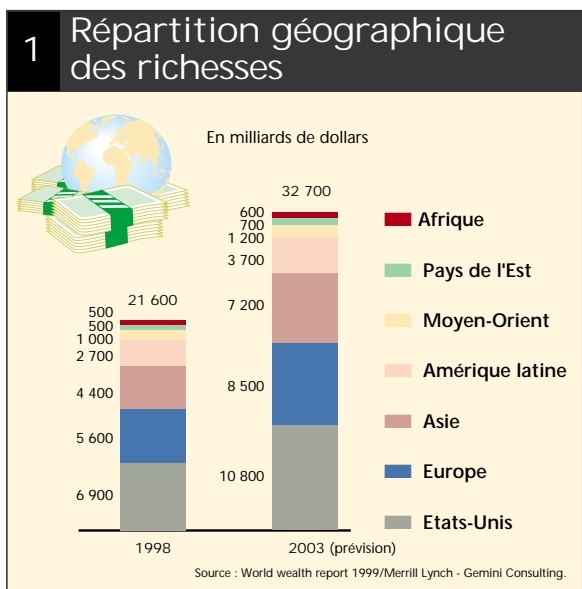 1
Répartition géographique
des richesses
En milliards de dollars
21 600
500
500
1 000
2 700
4 400
5 600
6 900
1998
32 700
600
700
1 200
3 700
7 200
8 500
10 800
2003 (prévision)
Afrique
Pays de l'Est
Moyen-Orient
Amérique latine
Asie
Europe
Etats-Unis
Source : World wealth report 1999/Merrill Lynch - Gemini Consulting.